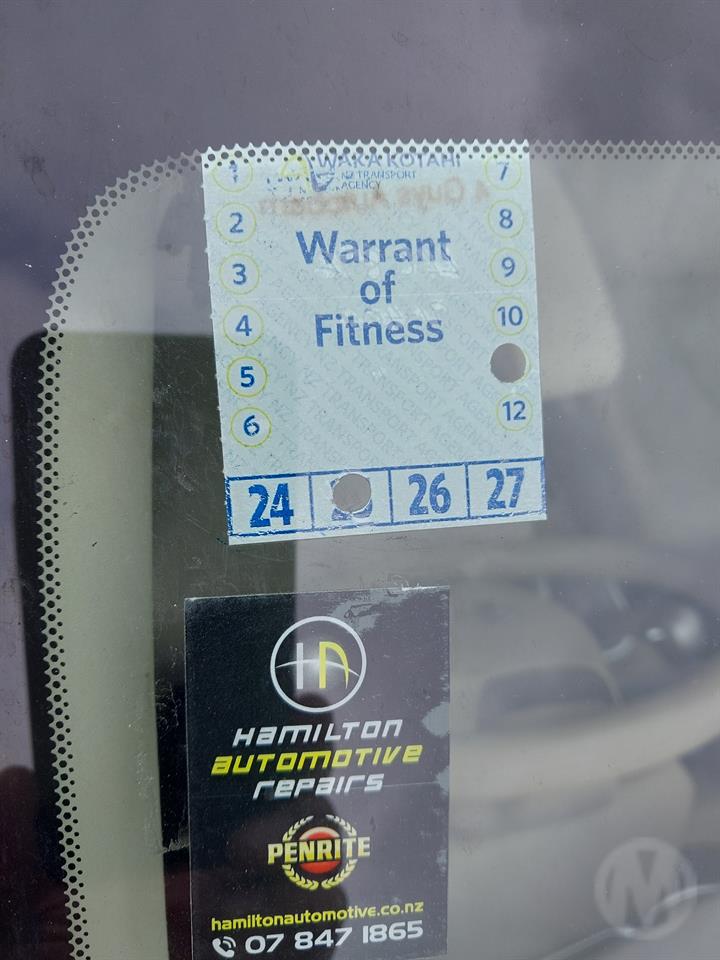 WAKA KOTAHI
NZ TRANSPORT
AGENCY
1
2
3
4
5
6
7
8
9
10
12
Warrant
of
Fitness
24 26 27
HAMILTON
AUTOMOTIVE
REPAIRS
PENRITE
hamiltonautomotive.co.nz
07 847 1865
M